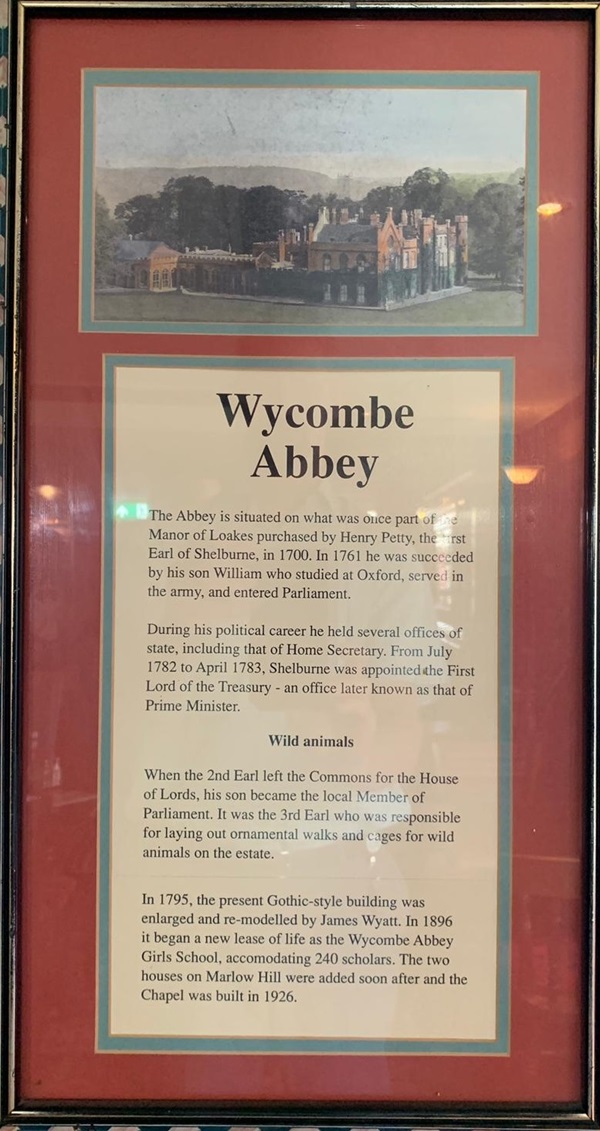 Wycombe
Abbey
The Abbey is situated on what was once part of the
Manor of Loakes purchased by Henry Petty, the first
Earl of Shelburne, in 1700. In 1761 he was succeeded
by his son William who studied at Oxford, served in
the army, and entered Parliament.
During his political career he held several offices of
state, including that of Home Secretary. From July
1782 to April 1783, Shelburne was appointed the First
Lord of the Treasury - an office later known as that of
Prime Minister.
Wild animals
When the 2nd Earl left the Commons for the House
of Lords, his son became the local Member of
Parliament. It was the 3rd Earl who was responsible
for laying out ornamental walks and cages for wild
animals on the estate.
In 1795, the present Gothic-style building was
enlarged and re-modelled by James Wyatt. In 1896
it began a new lease of life as the Wycombe Abbey
Girls School, accomodating 240 scholars. The two
houses on Marlow Hill were added soon after and the
Chapel was built in 1926.